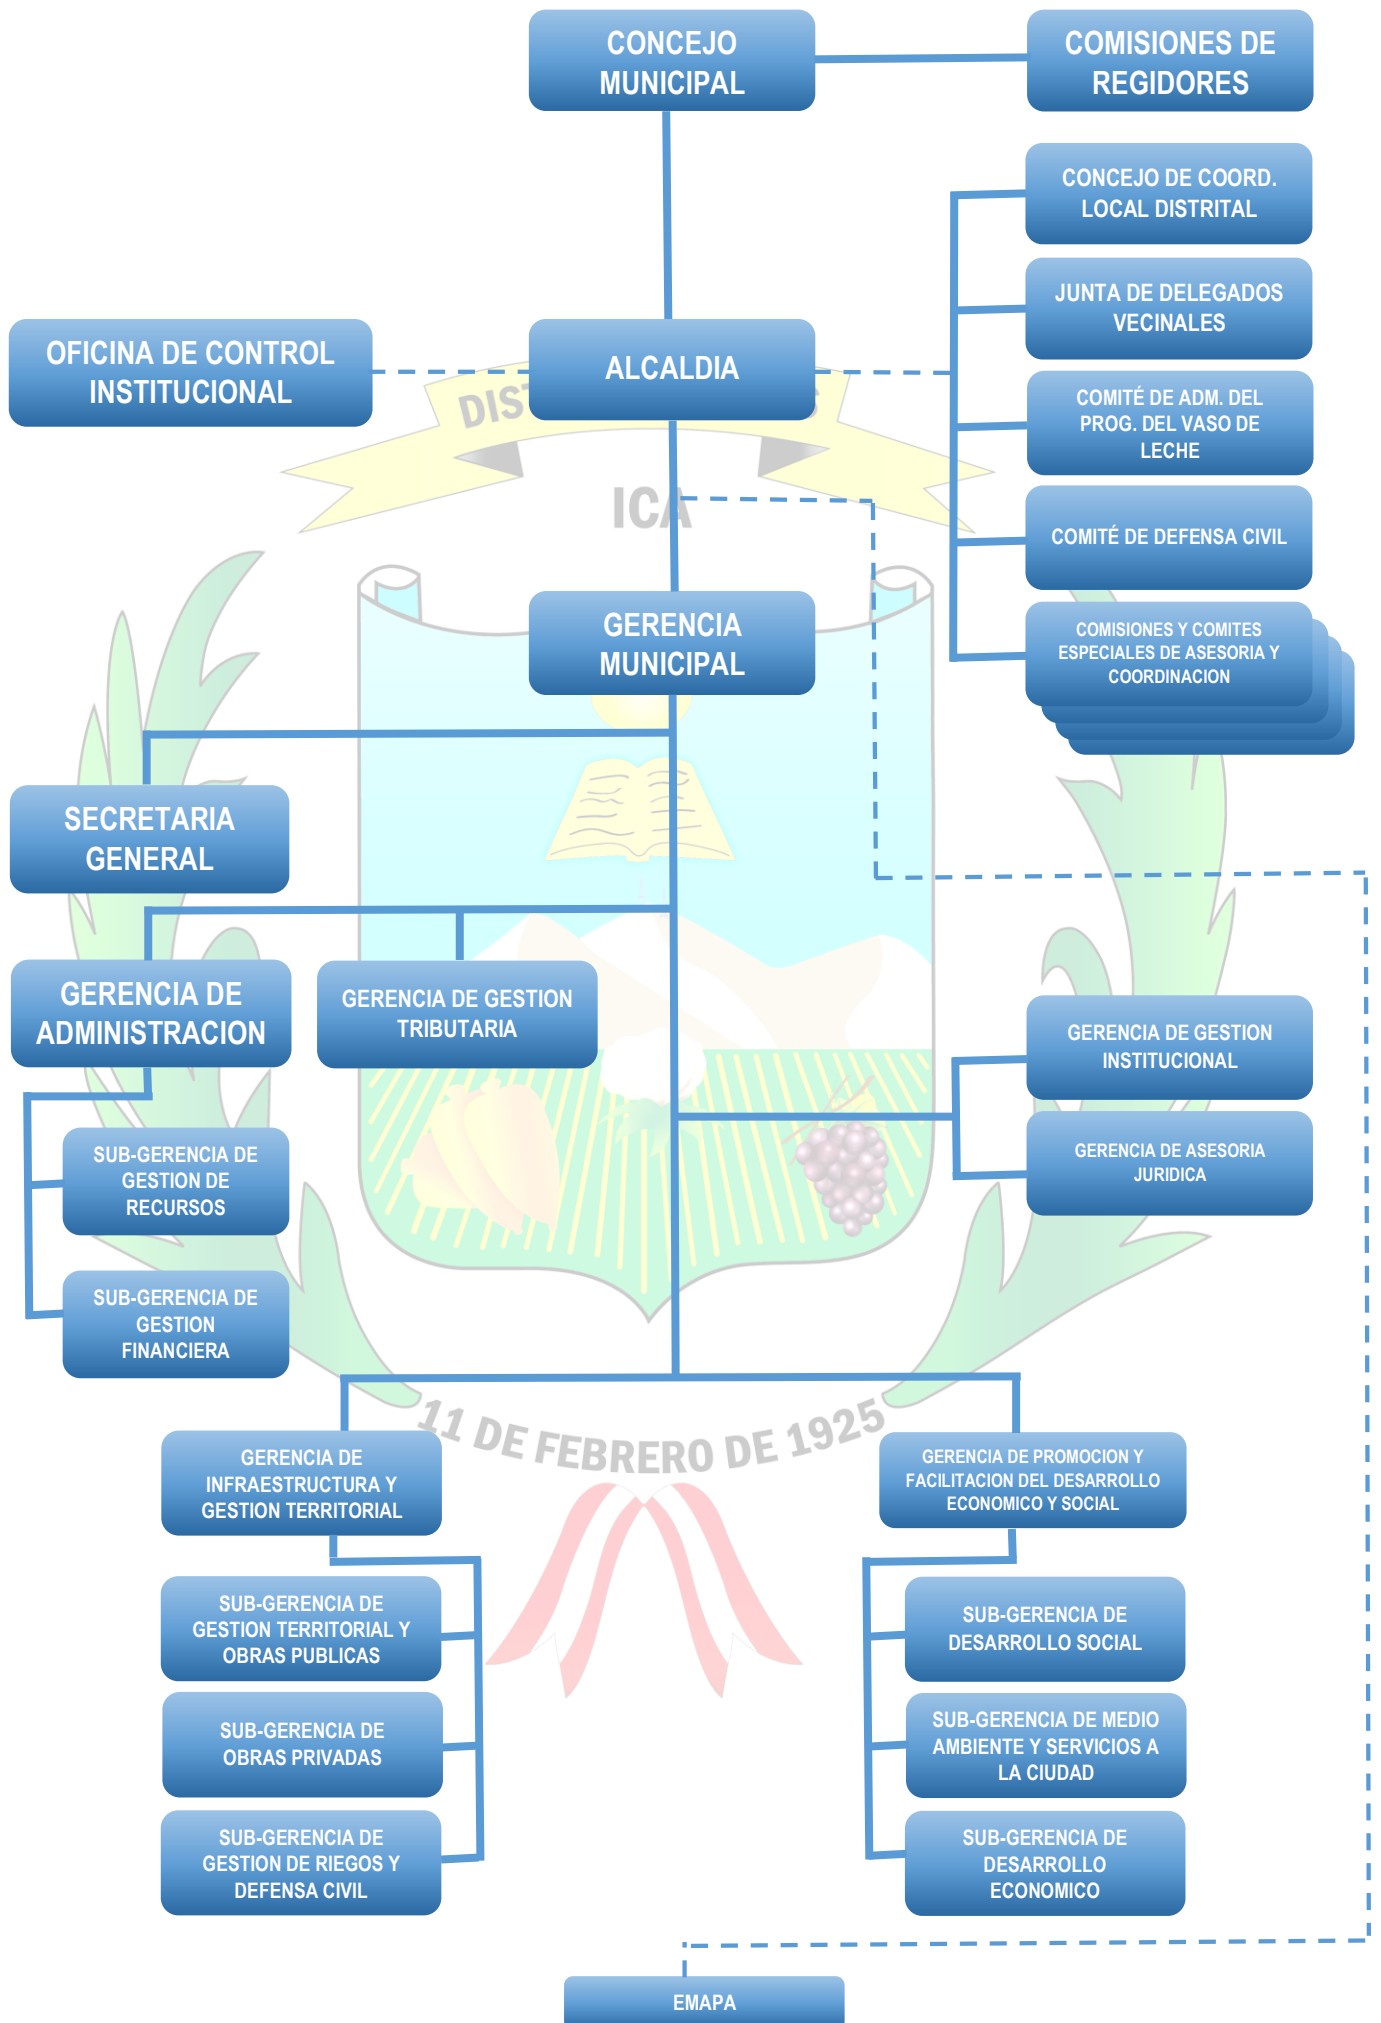 CONCEJO
MUNICIPAL
COMISIONES DE
REGIDORES
CONCEJO DE COORD.
LOCAL DISTRITAL
JUNTA DE DELEGADOS
VECINALES
OFICINA DE CONTROL
INSTITUCIONAL
ALCALDIA
COMITÉ DE ADM. DEL
PROG. DEL VASO DE
LECHE
ICA
COMITÉ DE DEFENSA CIVIL
GERENCIA
MUNICIPAL
COMISIONES Y COMITES
ESPECIALES DE ASESORIA Y
COORDINACION
SECRETARIA
GENERAL
GERENCIA DE
ADMINISTRACION
GERENCIA DE GESTION
TRIBUTARIA
GERENCIA DE GESTION
INSTITUCIONAL
GERENCIA DE ASESORIA
JURIDICA
SUB-GERENCIA DE
GESTION DE
RECURSOS
SUB-GERENCIA DE
GESTION
FINANCIERA
11 DE FEBRERO DE 1925
GERENCIA DE
INFRAESTRUCTURA Y
GESTION TERRITORIAL
GERENCIA DE PROMOCION Y
FACILITACION DEL DESARROLLO
ECONOMICO Y SOCIAL
SUB-GERENCIA DE
GESTION TERRITORIAL Y
OBRAS PUBLICAS
SUB-GERENCIA DE
OBRAS PRIVADAS
SUB-GERENCIA DE
GESTION DE RIEGOS Y
DEFENSA CIVIL
SUB-GERENCIA DE
DESARROLLO SOCIAL
SUB-GERENCIA DE MEDIO
AMBIENTE Y SERVICIOS A
LA CIUDAD
SUB-GERENCIA DE
DESARROLLO
ECONOMICO
EMAPA